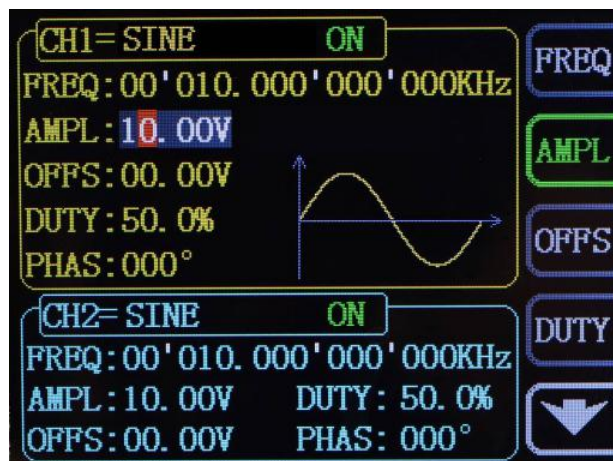 CH1=SINE ON
FREQ:00'010.000'000'000KHz
AMPL:10.00V
OFFS:00.00V
DUTY:50.0%
PHAS:000°
CH2=SINE ON
FREQ:00'010.000'000'000KHz
AMPL:10.00V DUTY:50.0%
OFFS:00.00V PHAS:000°
FREQ
AMPL
OFFS
DUTY